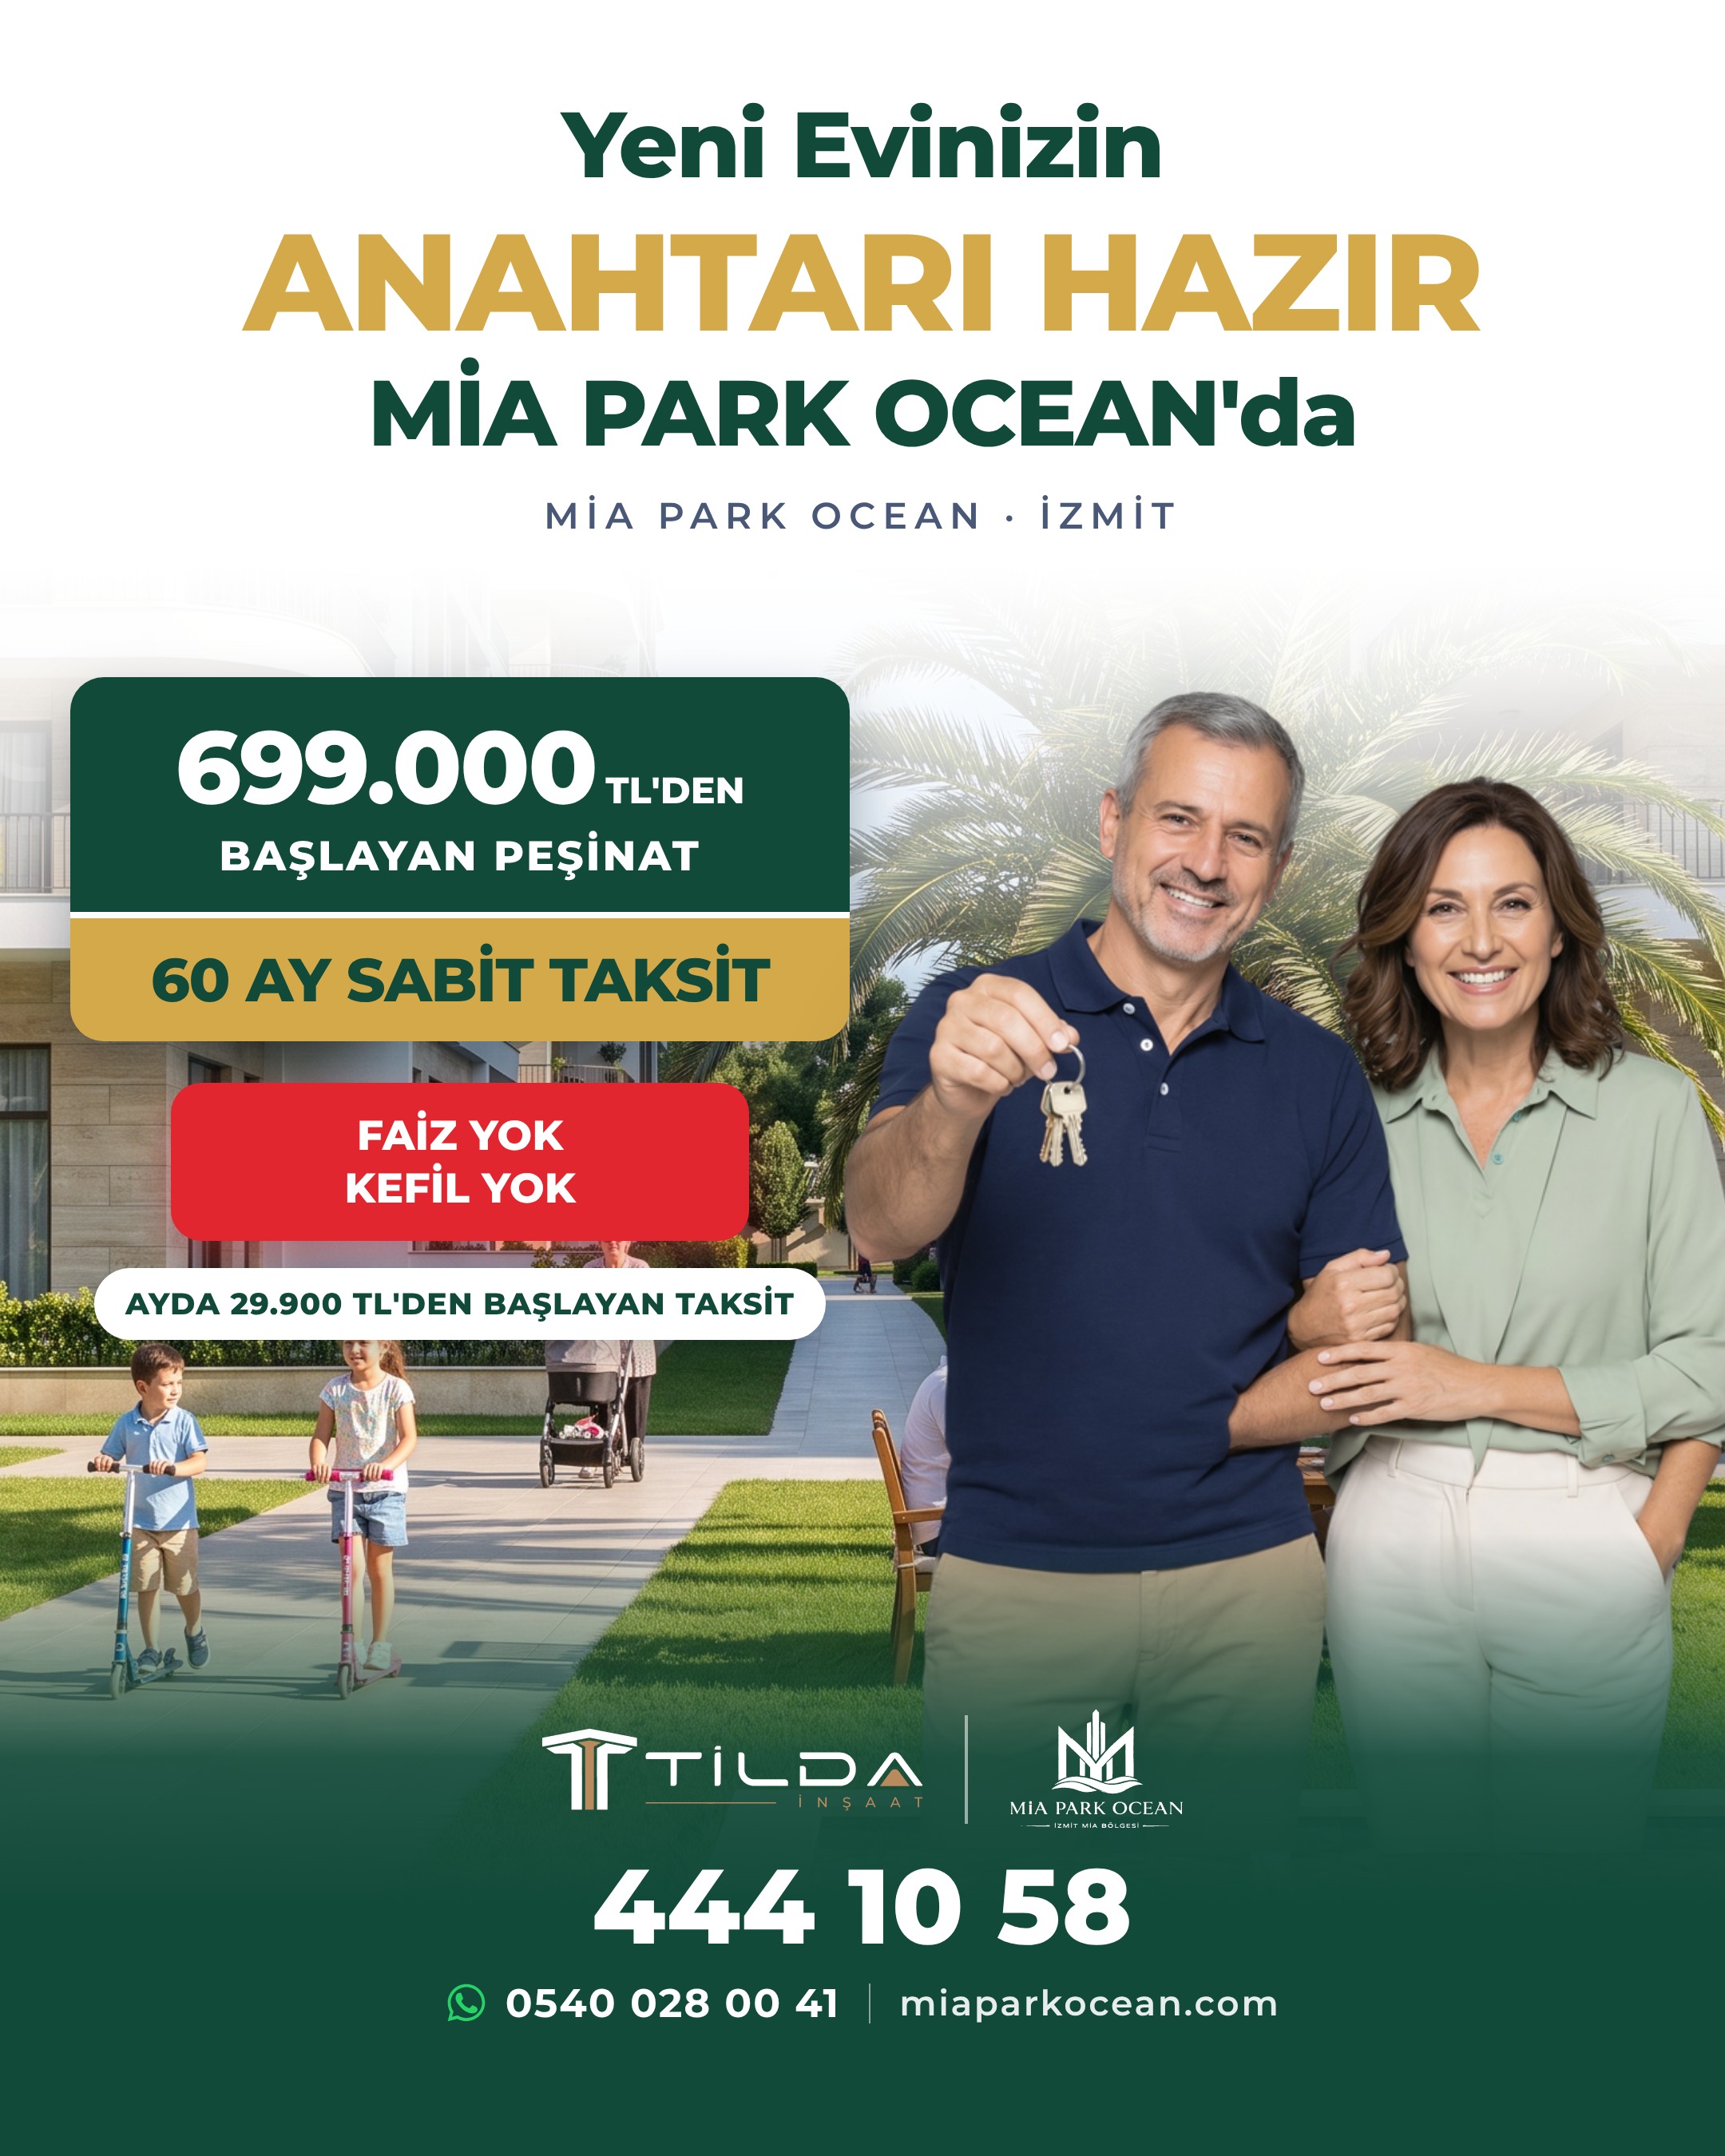 Yeni Evinizin
ANAHTARI HAZIR
MİA PARK OCEAN'da
MİA PARK OCEAN · İZMİT
699.000 TL'DEN
BAŞLAYAN PEŞİNAT
60 AY SABİT TAKSİT
FAİZ YOK
KEFİL YOK
AYDA 29.900 TL'DEN BAŞLAYAN TAKSİT
TİLDA
İNŞAAT
MİA PARK OCEAN
İZMİT MİA BÖLGESİ
444 10 58
0540 028 00 41
miaparkocean.com